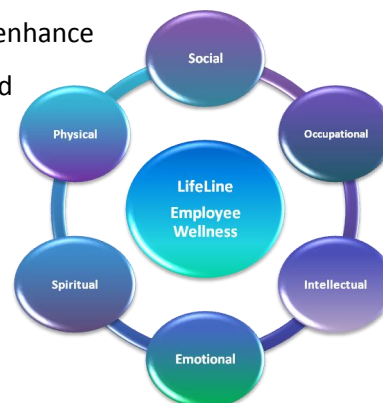 enhance
d
Social
Physical
Occupational
LifeLine
Employee
Wellness
Spiritual
Intellectual
Emotional